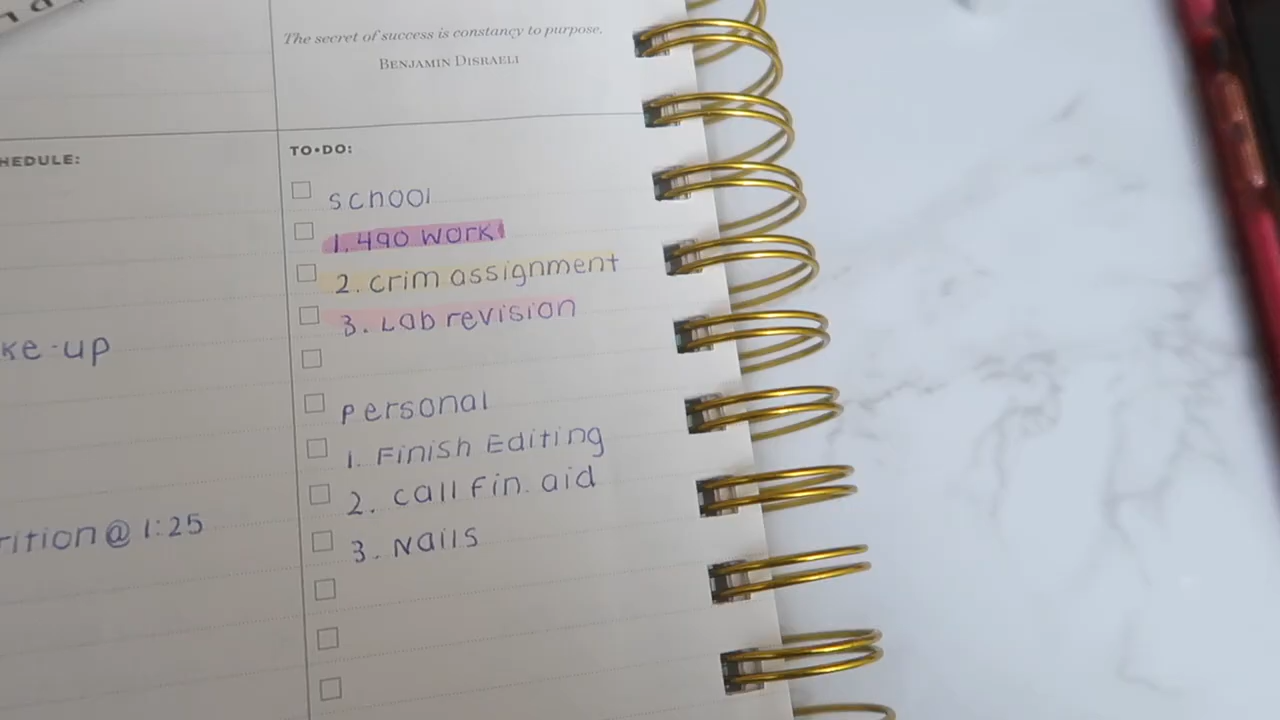 The secret of success is constancy to purpose.
BENJAMIN DISRAELI
HEDULE:
ke-up
rition @ 1:25
TO•DO:
school
1. 490 work
2. crim assignment
3. Lab revision
personal
1. Finish Editing
2. call fin. aid
3. Nails